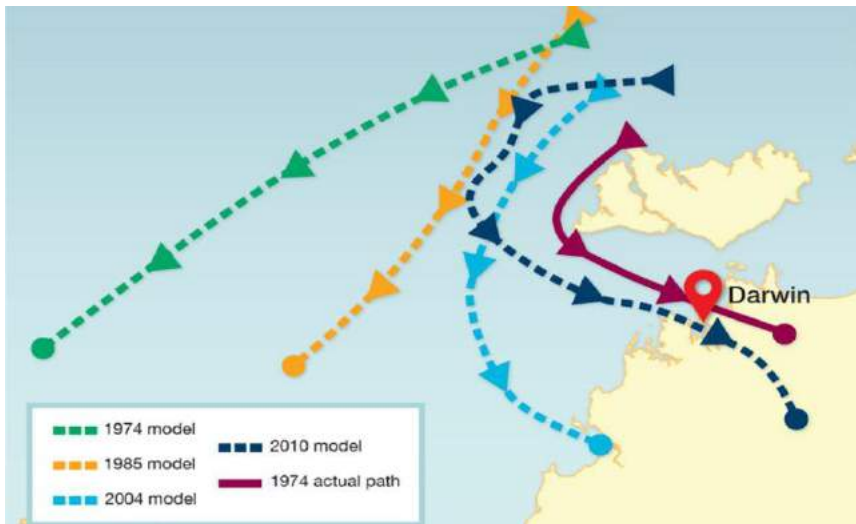 Darwin
1974 model
1985 model
2004 model
2010 model
1974 actual path